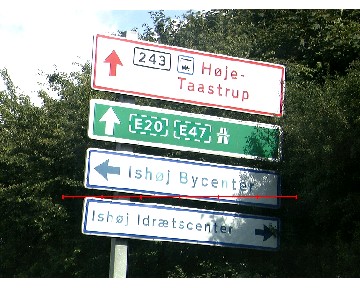 243 Høje-
Taastrup
E20 E47
Ishøj Bycenter
Ishøj Idrætscenter